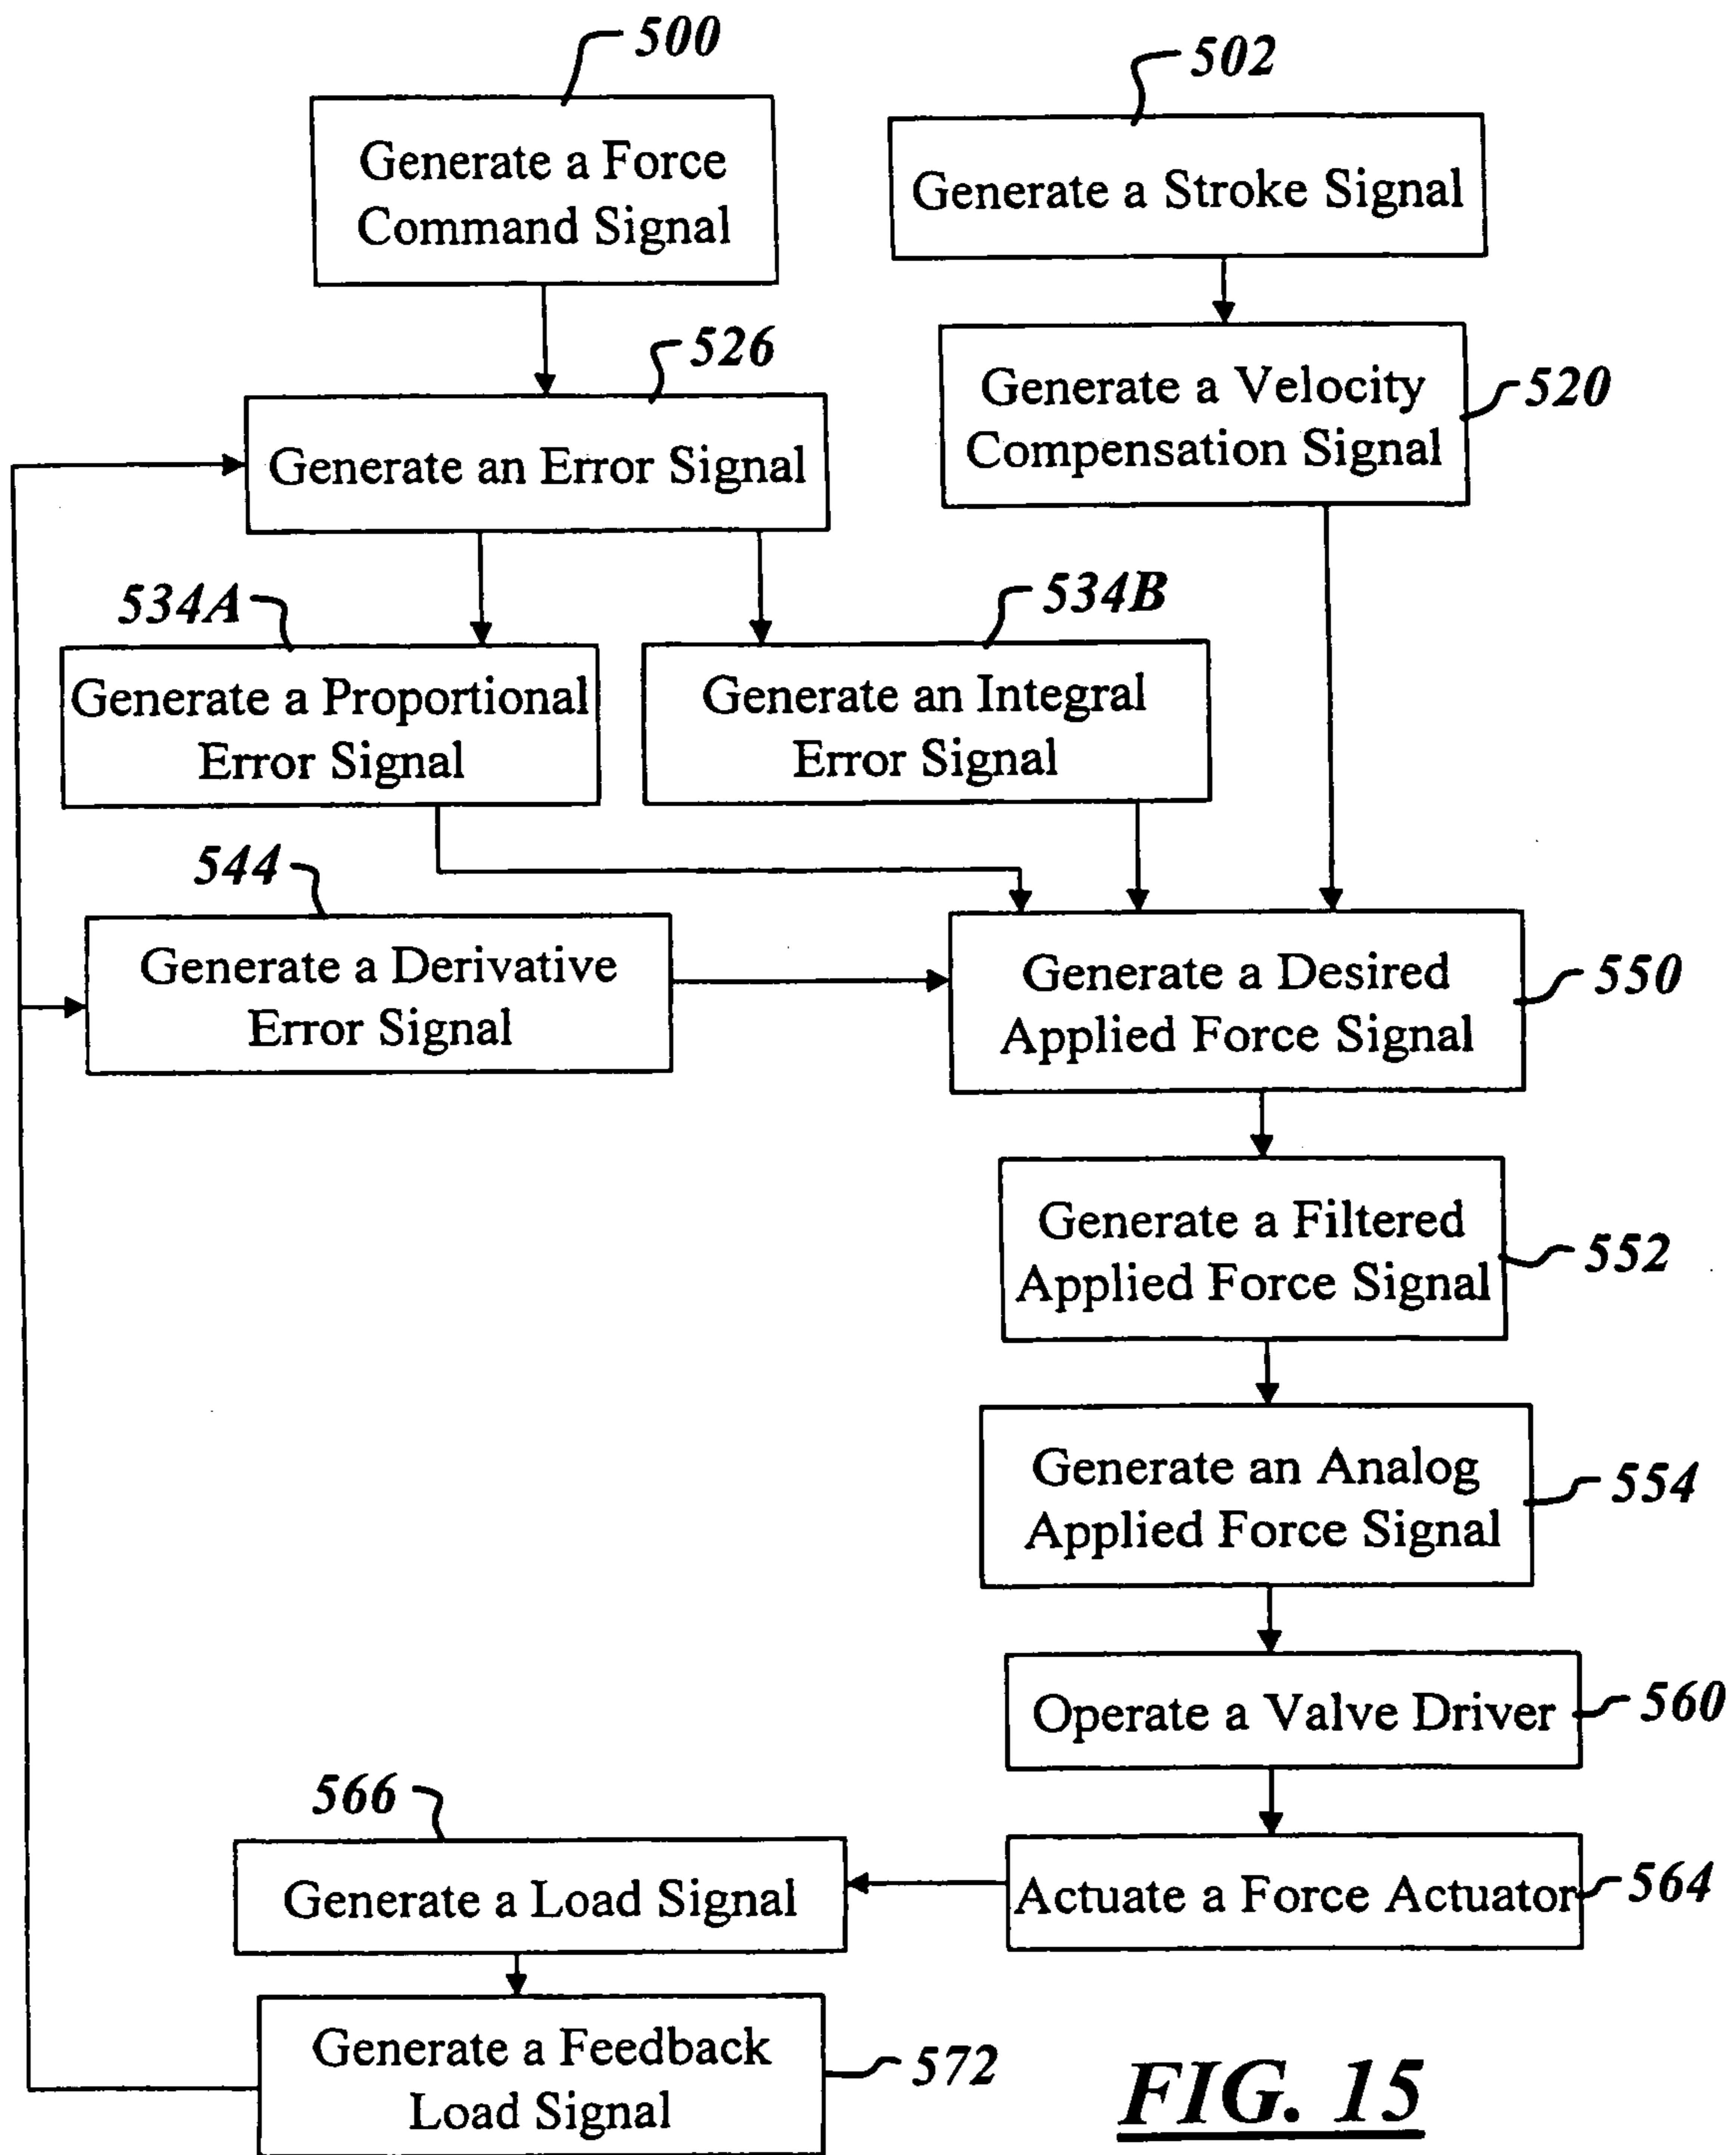 500
502
Generate a Force
Command Signal
Generate a Stroke Signal
526
Generate a Velocity
Compensation Signal
520
Generate an Error Signal
534A
534B
Generate a Proportional
Error Signal
Generate an Integral
Error Signal
544
Generate a Derivative
Error Signal
Generate a Desired
Applied Force Signal
550
Generate a Filtered
Applied Force Signal
552
Generate an Analog
Applied Force Signal
554
Operate a Valve Driver
560
566
Generate a Load Signal
Actuate a Force Actuator
564
Generate a Feedback
Load Signal
572
FIG. 15